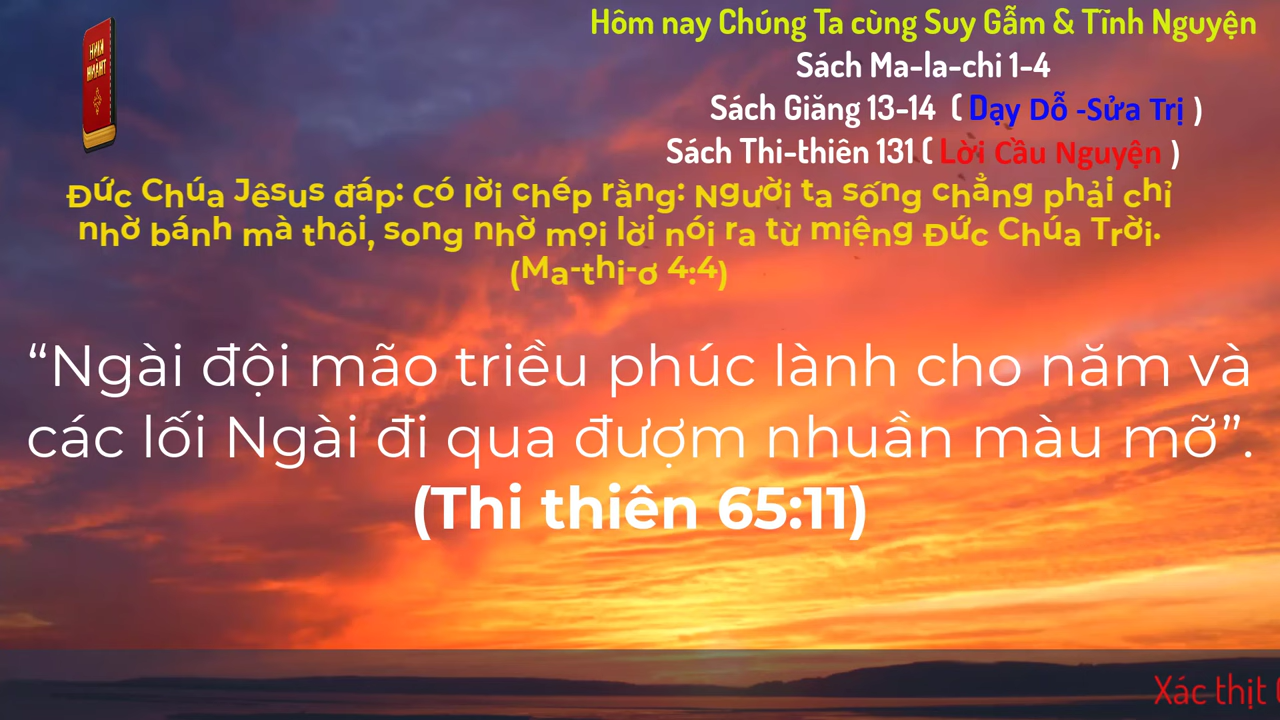 Hôm nay Chúng Ta cùng Suy Gẫm & Tĩnh Nguyện
Sách Ma-la-chi 1-4
Sách Giăng 13-14 ( Dạy Dỗ -Sửa Trị )
Sách Thi-thiên 131 ( Lời Cầu Nguyện )
KINH
THÁNH
Đức Chúa Jêsus đáp: Có lời chép rằng: Người ta sống chẳng phải chỉ
nhờ bánh mà thôi, song nhờ mọi lời nói ra từ miệng Đức Chúa Trời.
(Ma-thi-ơ 4:4)
“Ngài đội mão triều phúc lành cho năm và
các lối Ngài đi qua đượm nhuần màu mỡ”.
(Thi thiên 65:11)
Xác thịt